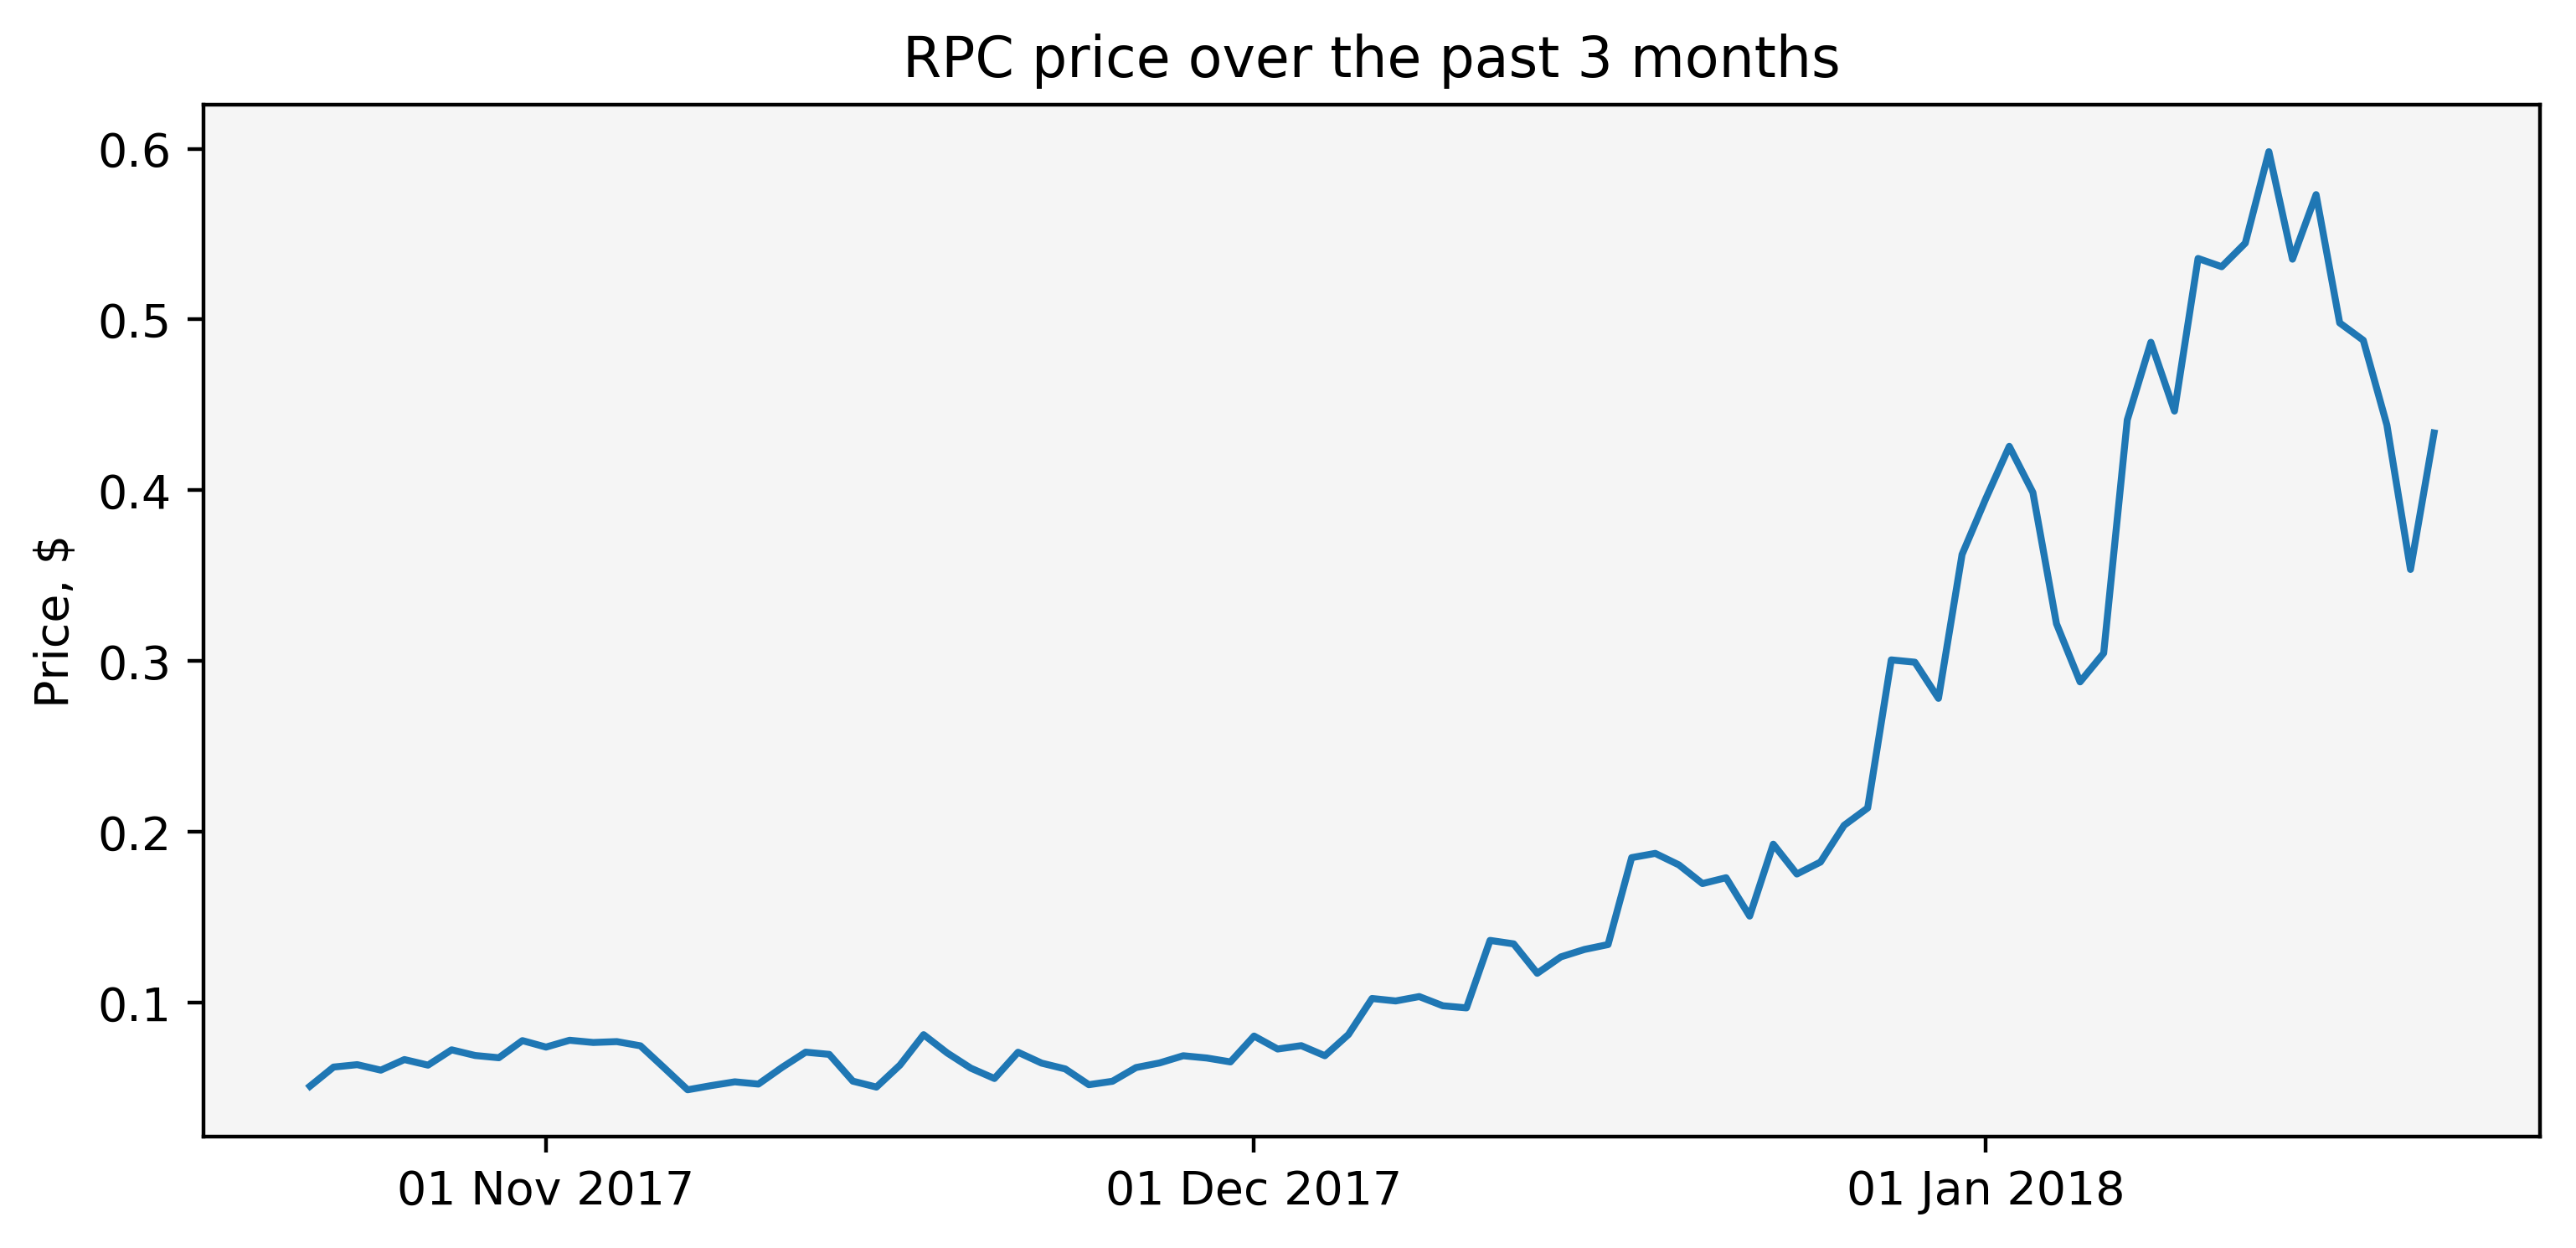 RPC price over the past 3 months
0.6
0.5
0.4
0.3
0.2
0.1
Price, $
01 Nov 2017
01 Dec 2017
01 Jan 2018